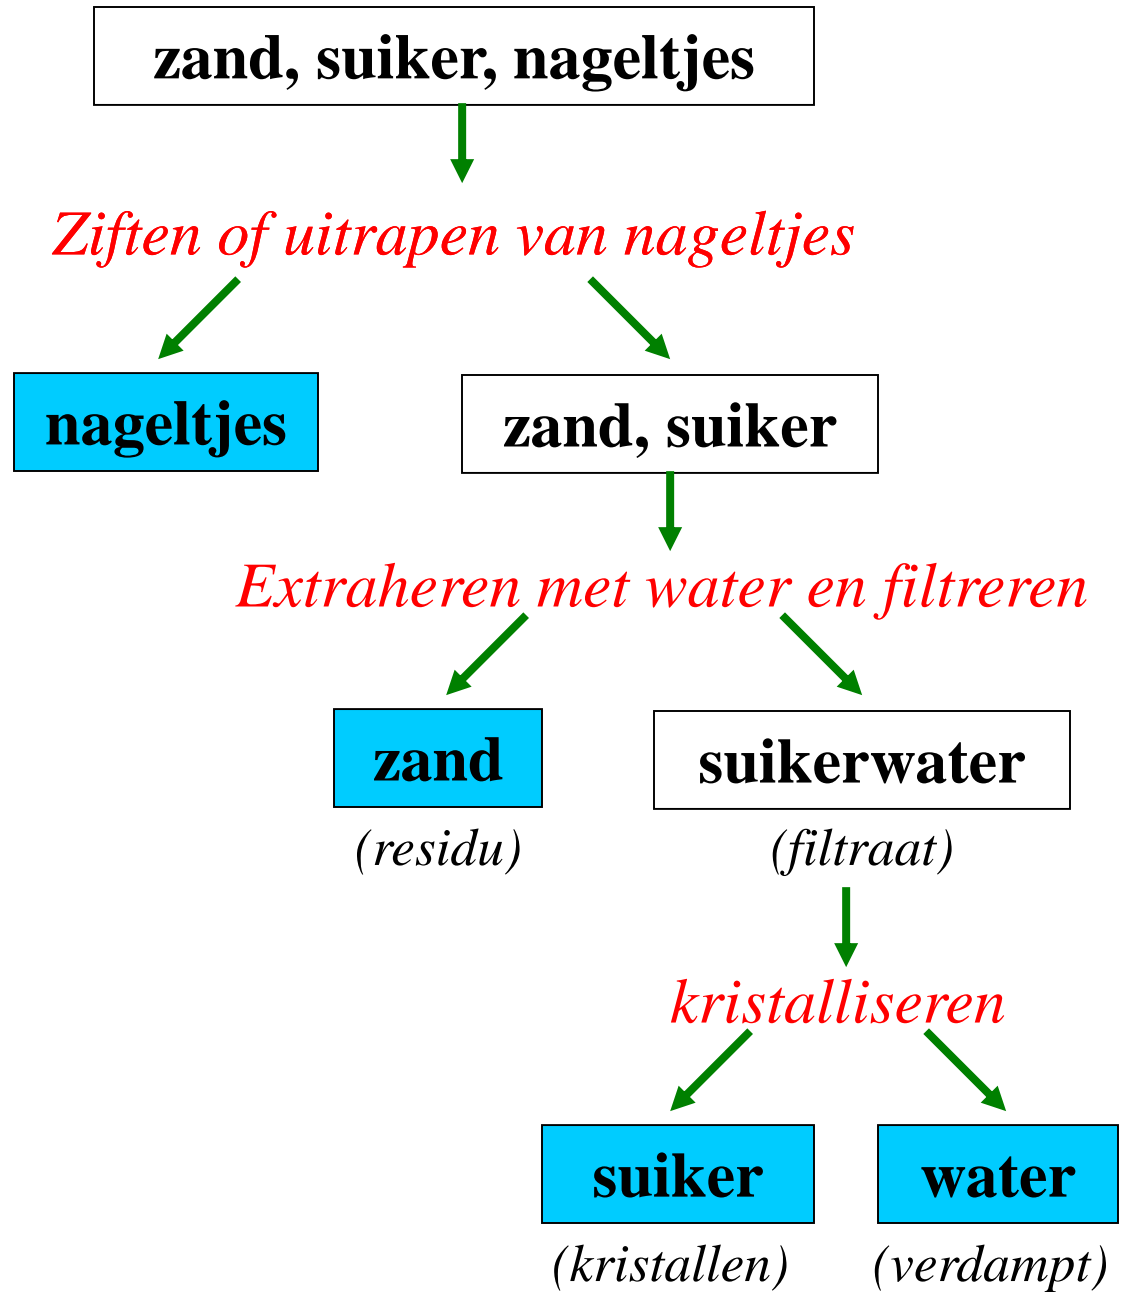 zand, suiker, nageltjes
Ziften of uitrapen van nageltjes
nageltjes
zand, suiker
Extraheren met water en filtreren
zand
suikerwater
(residu)
(filtraat)
kristalliseren
suiker
water
(kristallen)
(verdampt)